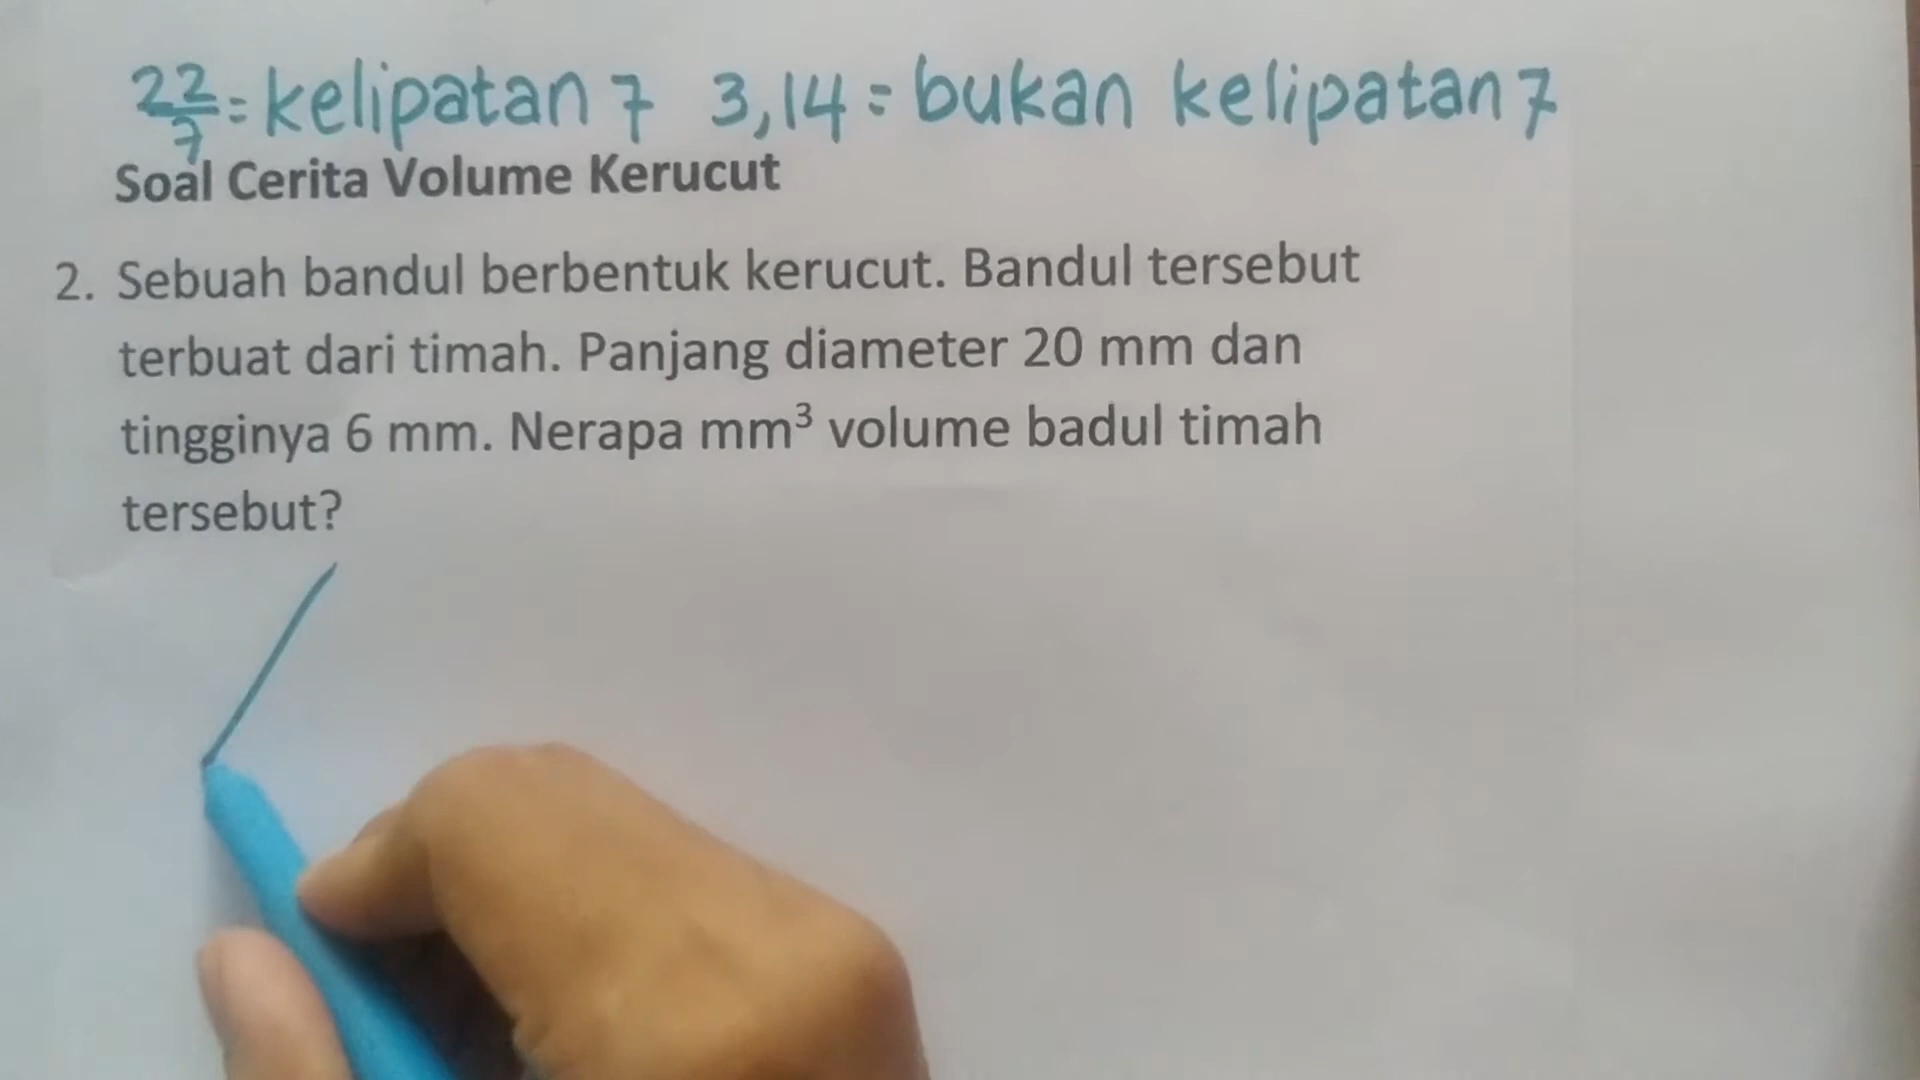 22/7 = kelipatan 7 3,14 = bukan kelipatan 7
Soal Cerita Volume Kerucut
2. Sebuah bandul berbentuk kerucut. Bandul tersebut
terbuat dari timah. Panjang diameter 20 mm dan
tingginya 6 mm. Nerapa mm³ volume badul timah
tersebut?